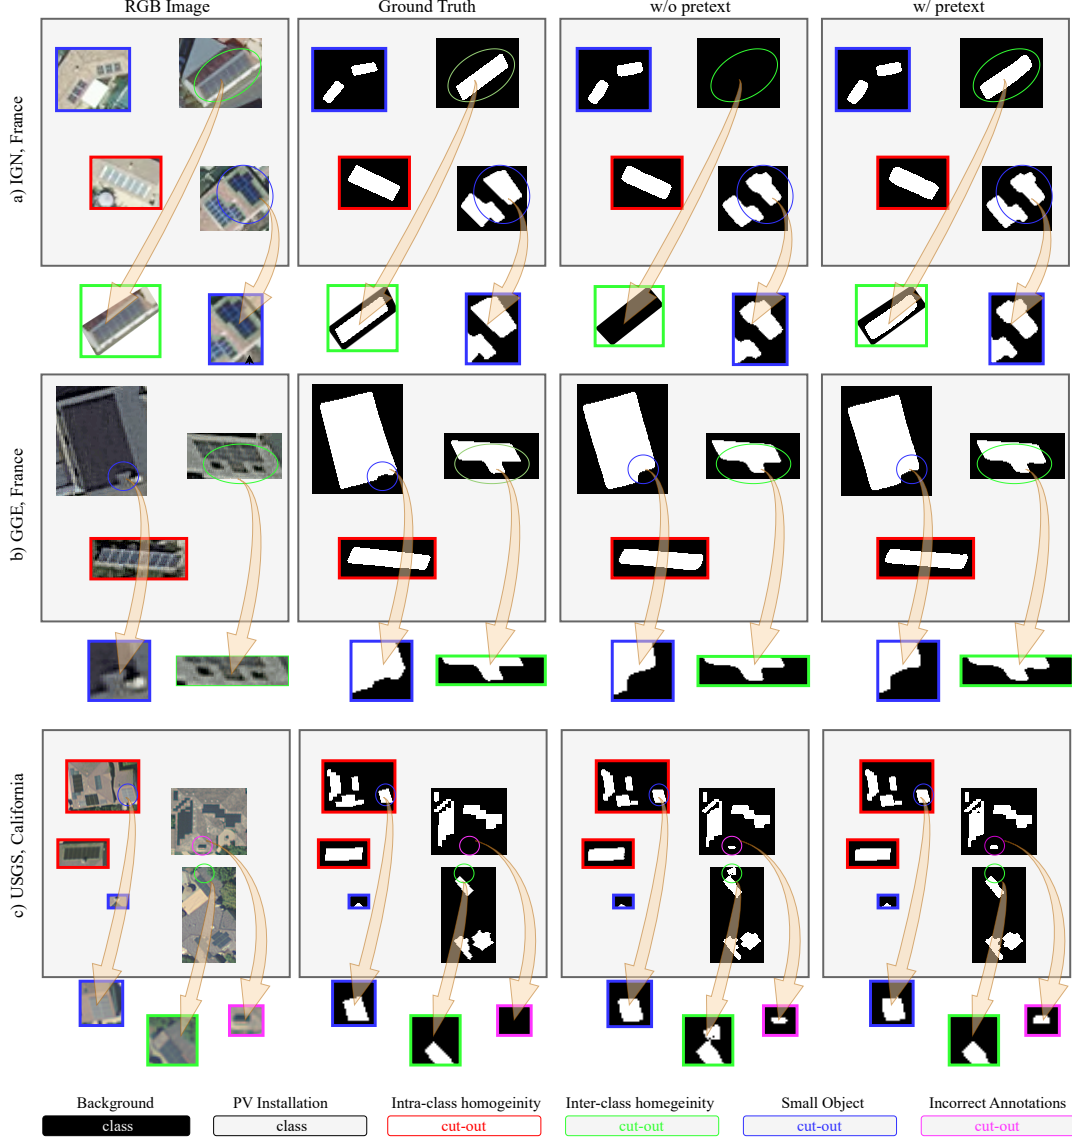 RGB Image
Ground Truth
w/o pretext
w/ pretext
a) IGN, France
b) GGE, France
c) USGS, California
Background
PV Installation
Intra-class homogeinity
Inter-class homegeinity
Small Object
Incorrect Annotations
class
class
cut-out
cut-out
cut-out
cut-out